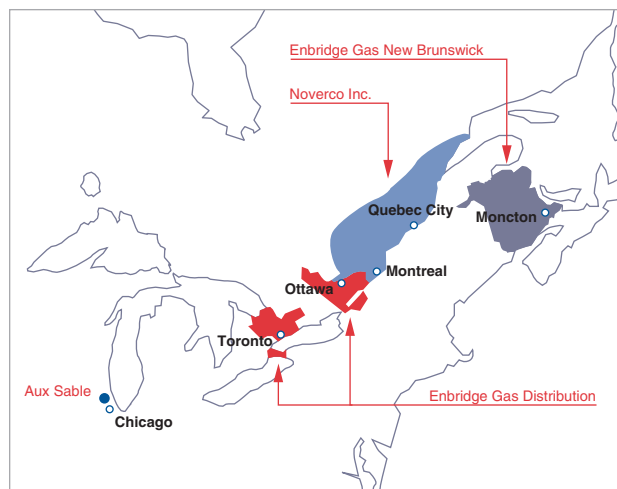 Enbridge Gas New Brunswick
Noverco Inc.
Quebec City
Moncton
Montreal
Ottawa
Toronto
Aux Sable
Enbridge Gas Distribution
Chicago